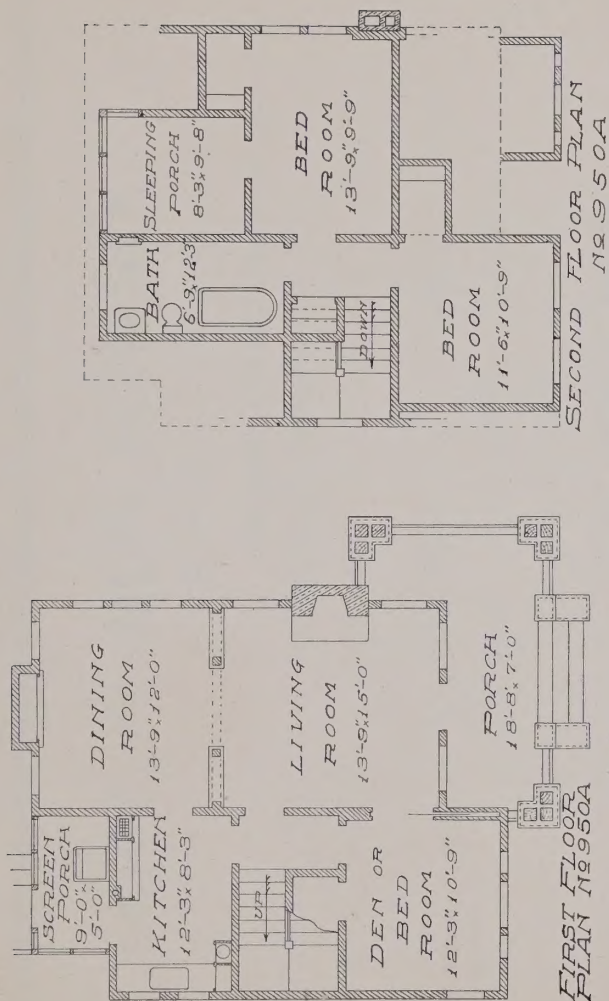 SCREEN
PORCH
9'-0"x
5'-0"
DINING
ROOM
13'-9"x12'-0"
KITCHEN
12'-3"x8'-3"
LIVING
ROOM
13'-9"x15'-0"
UP
DEN OR
BED
ROOM
12'-3"x10'-9"
PORCH
18'-8"x7'-0"
FIRST FLOOR
PLAN No 950A
SLEEPING
PORCH
8'-3"x9'-8"
BATH
6'-9"x12'-3"
BED
ROOM
13'-9"x9'-9"
DOWN
BED
ROOM
11'-6"x10'-9"
SECOND FLOOR PLAN
No 950A